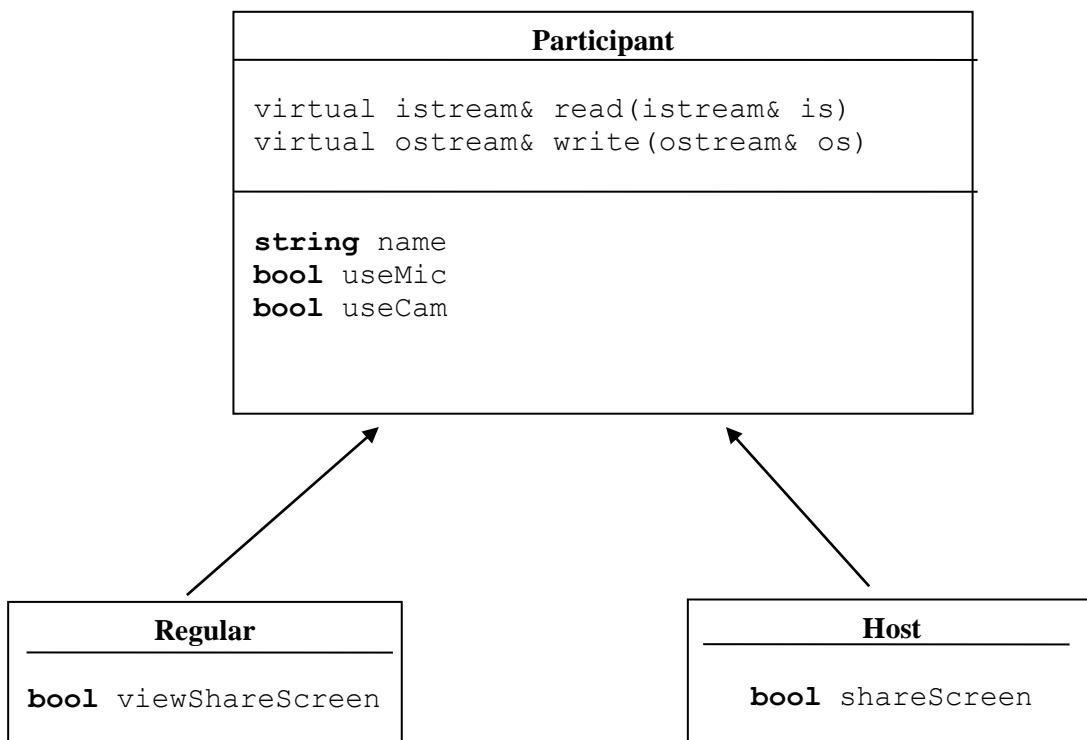 Participant
virtual istream& read(istream& is)
virtual ostream& write(ostream& os)
string name
bool useMic
bool useCam
Regular
bool viewShareScreen
Host
bool shareScreen